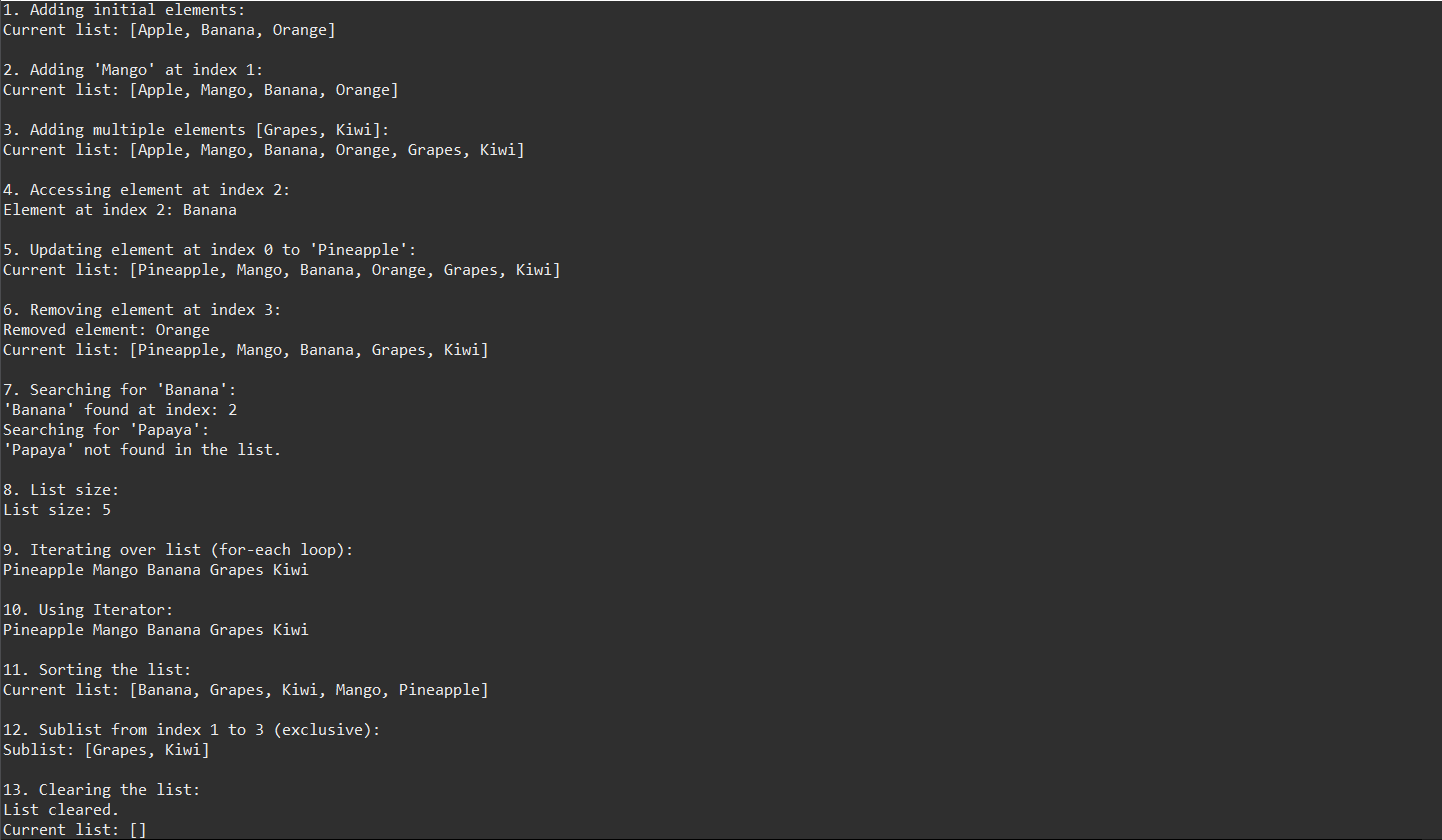 1. Adding initial elements:
Current list: [Apple, Banana, Orange]
2. Adding 'Mango' at index 1:
Current list: [Apple, Mango, Banana, Orange]
3. Adding multiple elements [Grapes, Kiwi]:
Current list: [Apple, Mango, Banana, Orange, Grapes, Kiwi]
4. Accessing element at index 2:
Element at index 2: Banana
5. Updating element at index 0 to 'Pineapple':
Current list: [Pineapple, Mango, Banana, Orange, Grapes, Kiwi]
6. Removing element at index 3:
Removed element: Orange
Current list: [Pineapple, Mango, Banana, Grapes, Kiwi]
7. Searching for 'Banana':
'Banana' found at index: 2
Searching for 'Papaya':
'Papaya' not found in the list.
8. List size:
List size: 5
9. Iterating over list (for-each loop):
Pineapple Mango Banana Grapes Kiwi
10. Using Iterator:
Pineapple Mango Banana Grapes Kiwi
11. Sorting the list:
Current list: [Banana, Grapes, Kiwi, Mango, Pineapple]
12. Sublist from index 1 to 3 (exclusive):
Sublist: [Grapes, Kiwi]
13. Clearing the list:
List cleared.
Current list: []